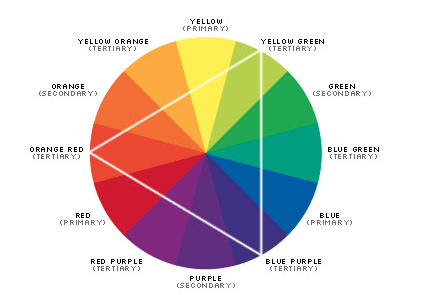 YELLOW
(PRIMARY)
YELLOW ORANGE
(TERTIARY)
YELLOW GREEN
(TERTIARY)
ORANGE
(SECONDARY)
GREEN
(SECONDARY)
ORANGE RED
(TERTIARY)
BLUE GREEN
(TERTIARY)
RED
(PRIMARY)
BLUE
(PRIMARY)
RED PURPLE
(TERTIARY)
BLUE PURPLE
(TERTIARY)
PURPLE
(SECONDARY)